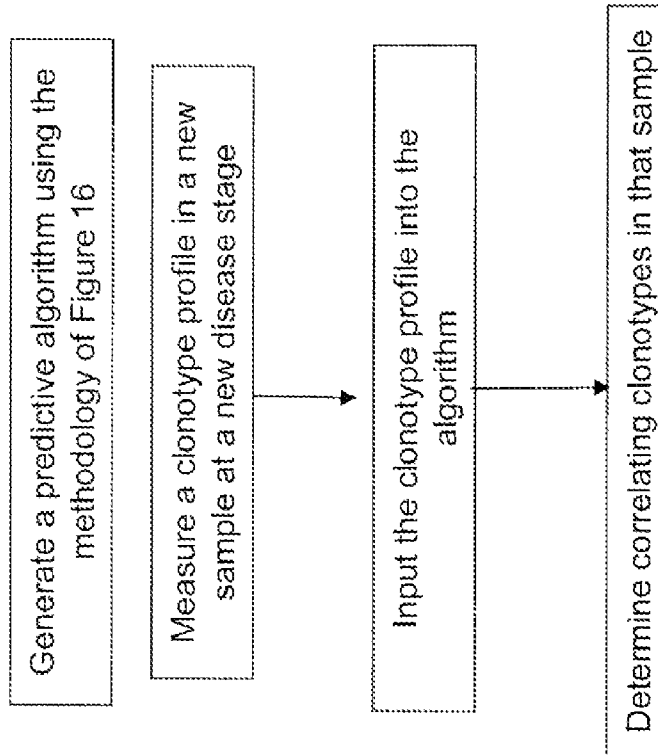 Generate a predictive algorithm using the
methodology of Figure 16
Measure a clonotype profile in a new
sample at a new disease stage
Input the clonotype profile into the
algorithm
Determine correlating clonotypes in that sample